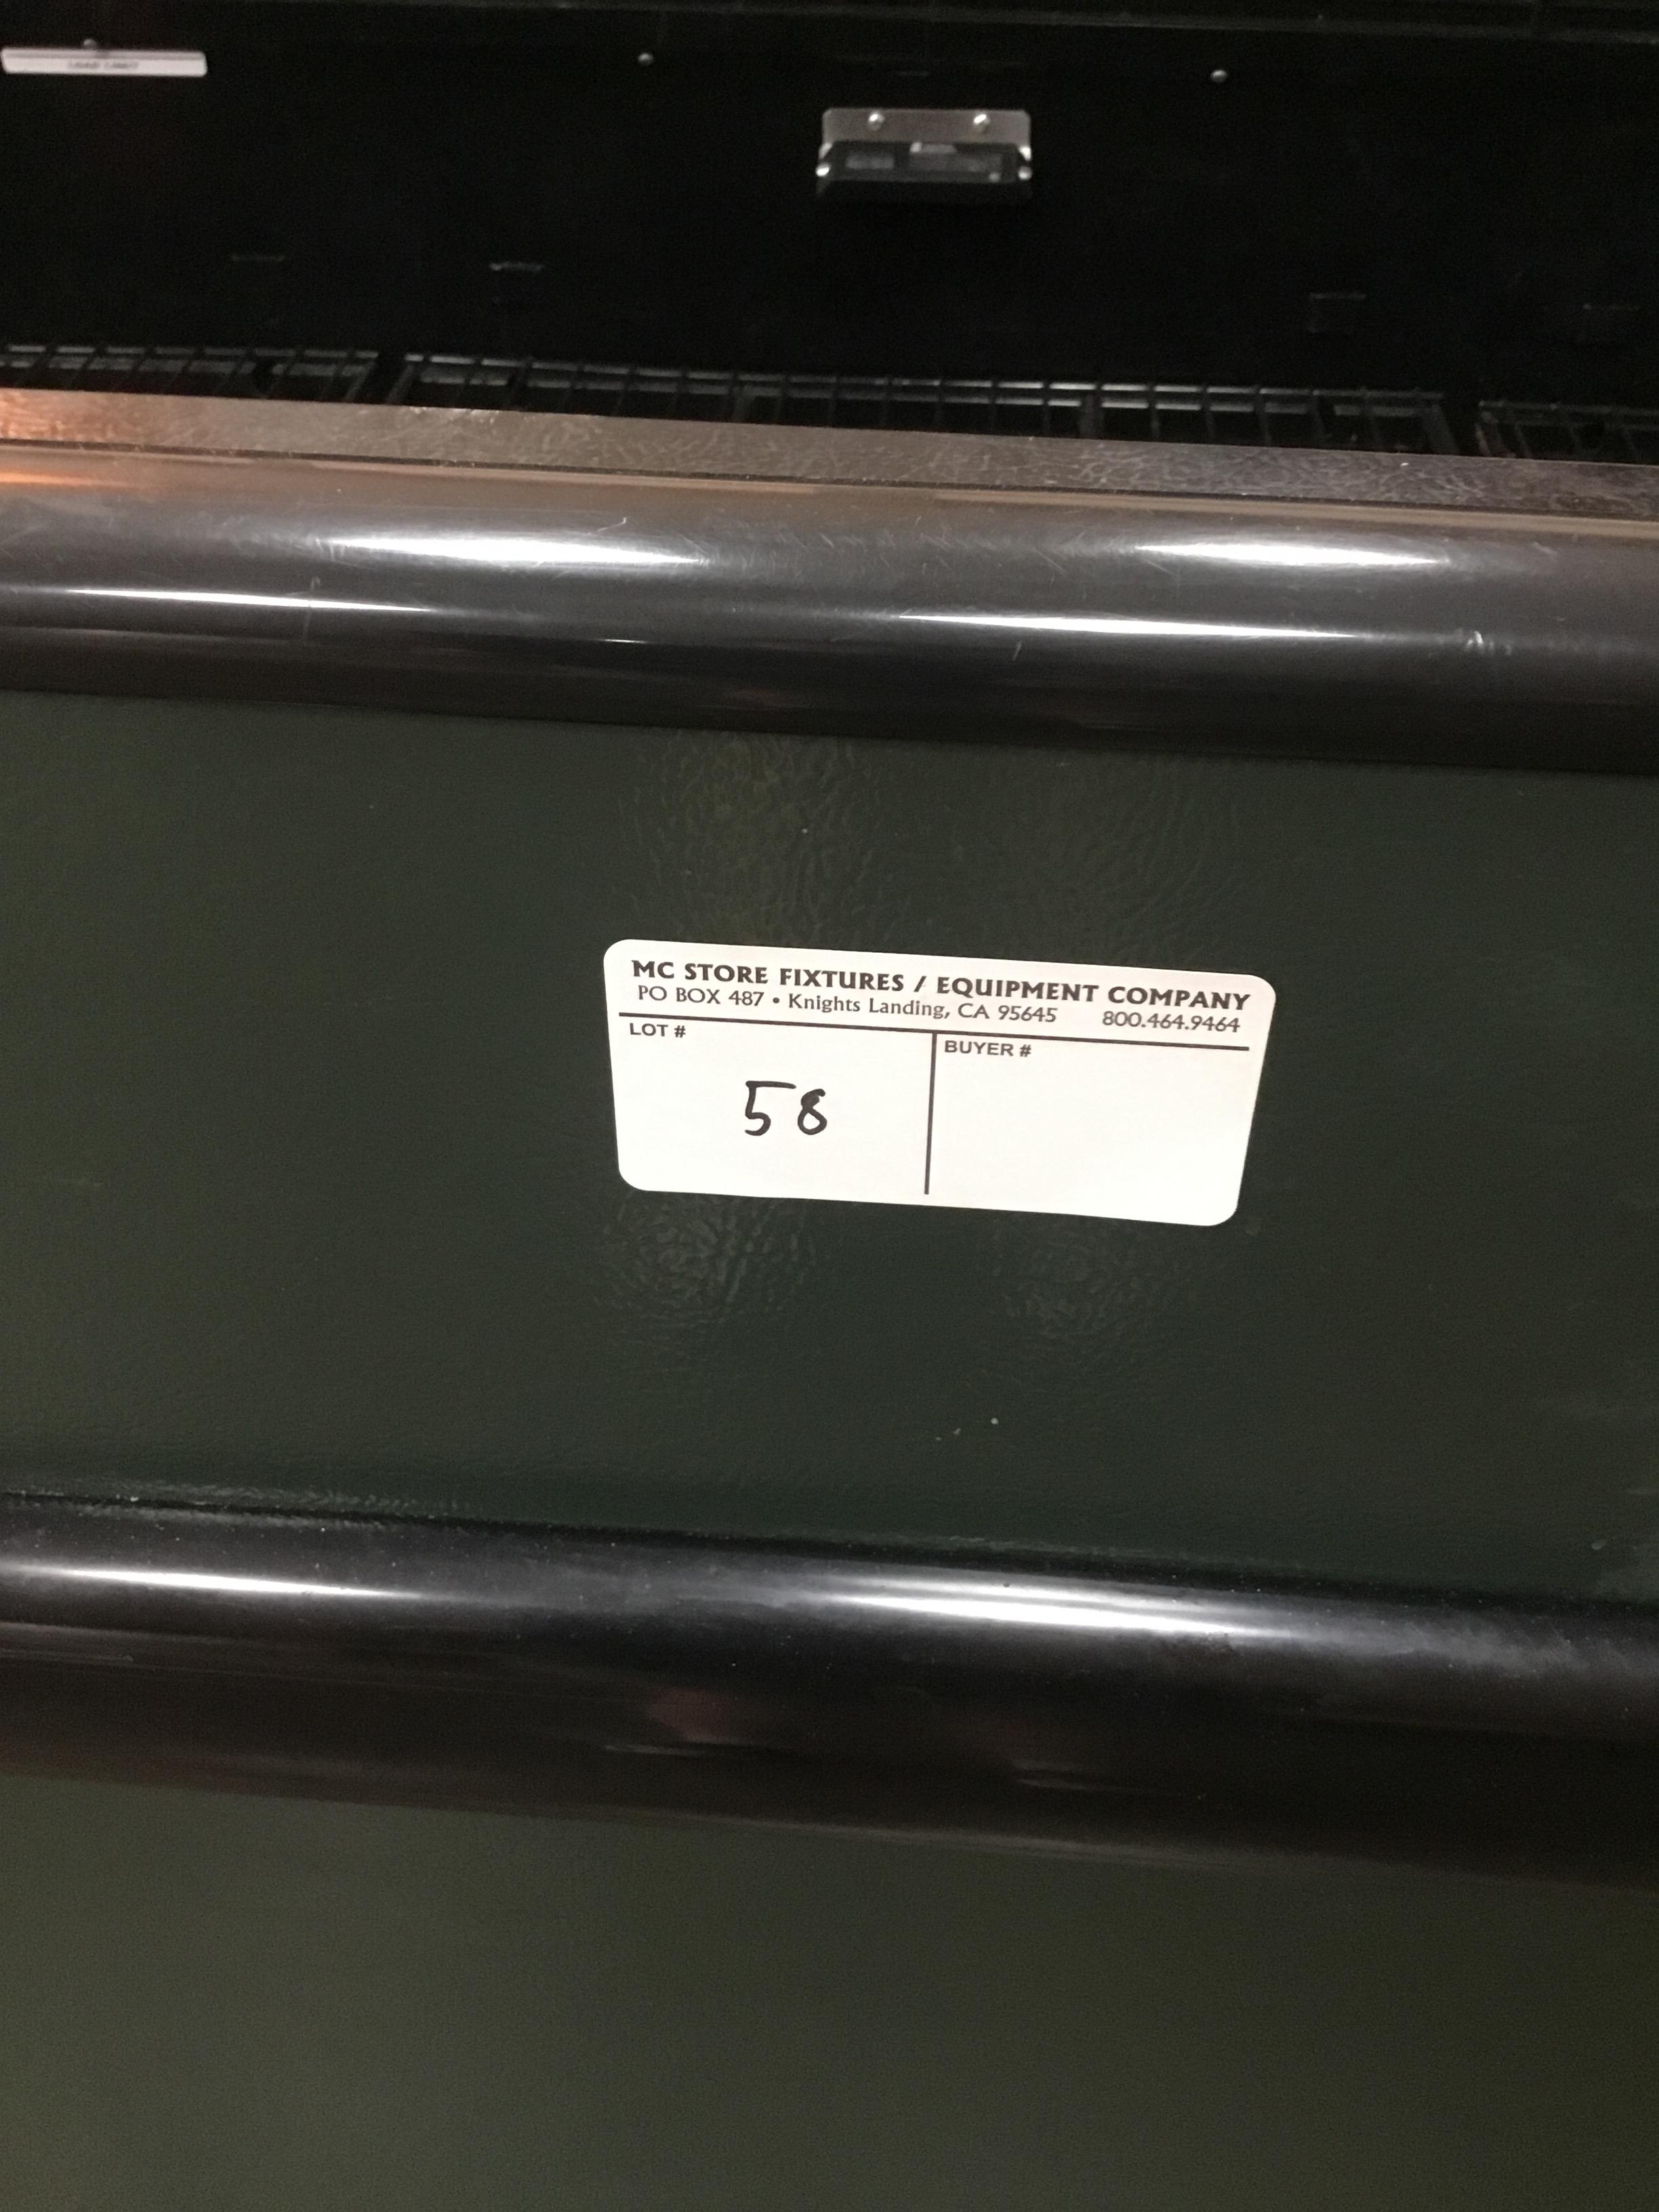 MC STORE FIXTURES / EQUIPMENT COMPANY
PO BOX 487 • Knights Landing, CA 95645 800.464.9464
LOT # BUYER #
58